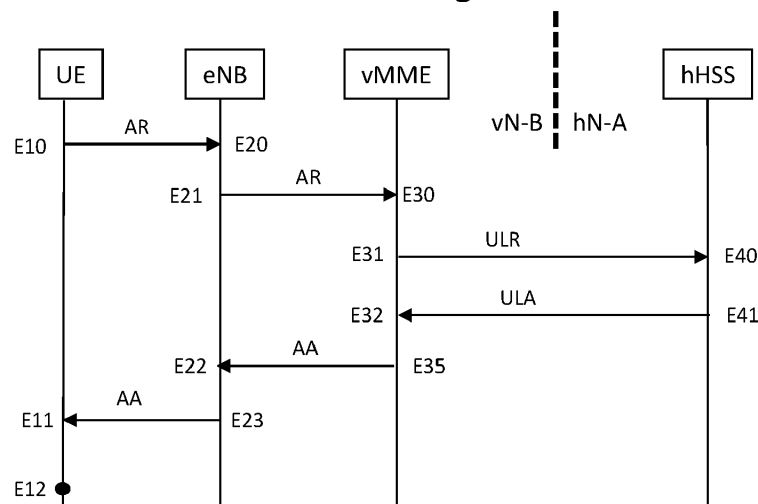 UE eNB vMME hHSS
vN-B hN-A
AR
E10 E20
AR
E21 E30
ULR
E31 E40
ULA
E32 E41
AA
E22 E35
AA
E11 E23
E12